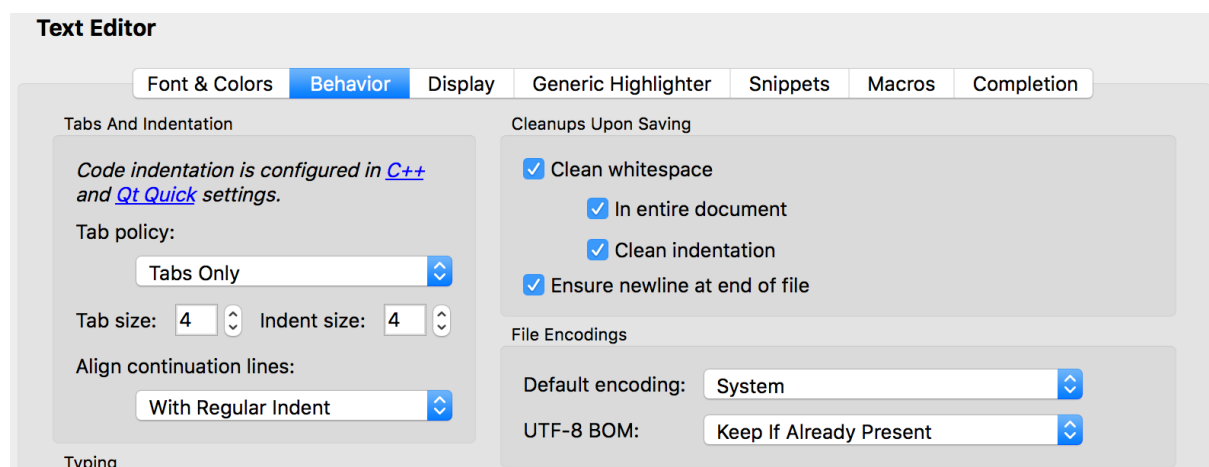 Text Editor
Font & Colors
Behavior
Display
Generic Highlighter
Snippets
Macros
Completion
Tabs And Indentation
Code indentation is configured in C++
and Qt Quick settings.
Tab policy:
Tabs Only
Tab size: 4 Indent size: 4
Align continuation lines:
With Regular Indent
Typing
Cleanups Upon Saving
Clean whitespace
In entire document
Clean indentation
Ensure newline at end of file
File Encodings
Default encoding: System
UTF-8 BOM: Keep If Already Present